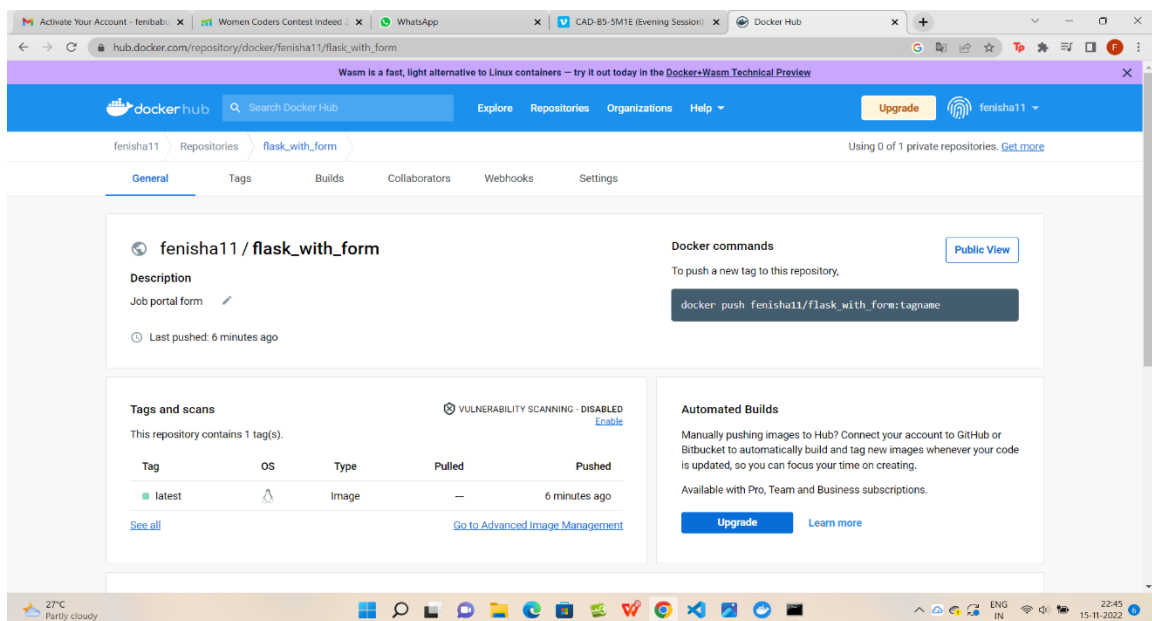 Activate Your Account - fenibabu
Women Coders Contest Indeed 2
WhatsApp
CAD-B5-5M1E (Evening Session)
Docker Hub
hub.docker.com/repository/docker/fenisha11/flask_with_form
Wasm is a fast, light alternative to Linux containers — try it out today in the Docker+Wasm Technical Preview
dockerhub
Search Docker Hub
Explore Repositories Organizations Help
Upgrade
fenisha11
fenisha11 Repositories flask_with_form
Using 0 of 1 private repositories. Get more
General Tags Builds Collaborators Webhooks Settings
fenisha11 / flask_with_form
Description
Job portal form
Last pushed: 6 minutes ago
Docker commands
Public View
To push a new tag to this repository,
docker push fenisha11/flask_with_form:tagname
Tags and scans
VULNERABILITY SCANNING - DISABLED
Enable
This repository contains 1 tag(s).
Tag OS Type Pulled Pushed
latest Image --- 6 minutes ago
See all
Go to Advanced Image Management
Automated Builds
Manually pushing images to Hub? Connect your account to GitHub or
Bitbucket to automatically build and tag new images whenever your code
is updated, so you can focus your time on creating.
Available with Pro, Team and Business subscriptions.
Upgrade
Learn more
27°C
Partly cloudy
ENG
IN
22:45
15-11-2022
6